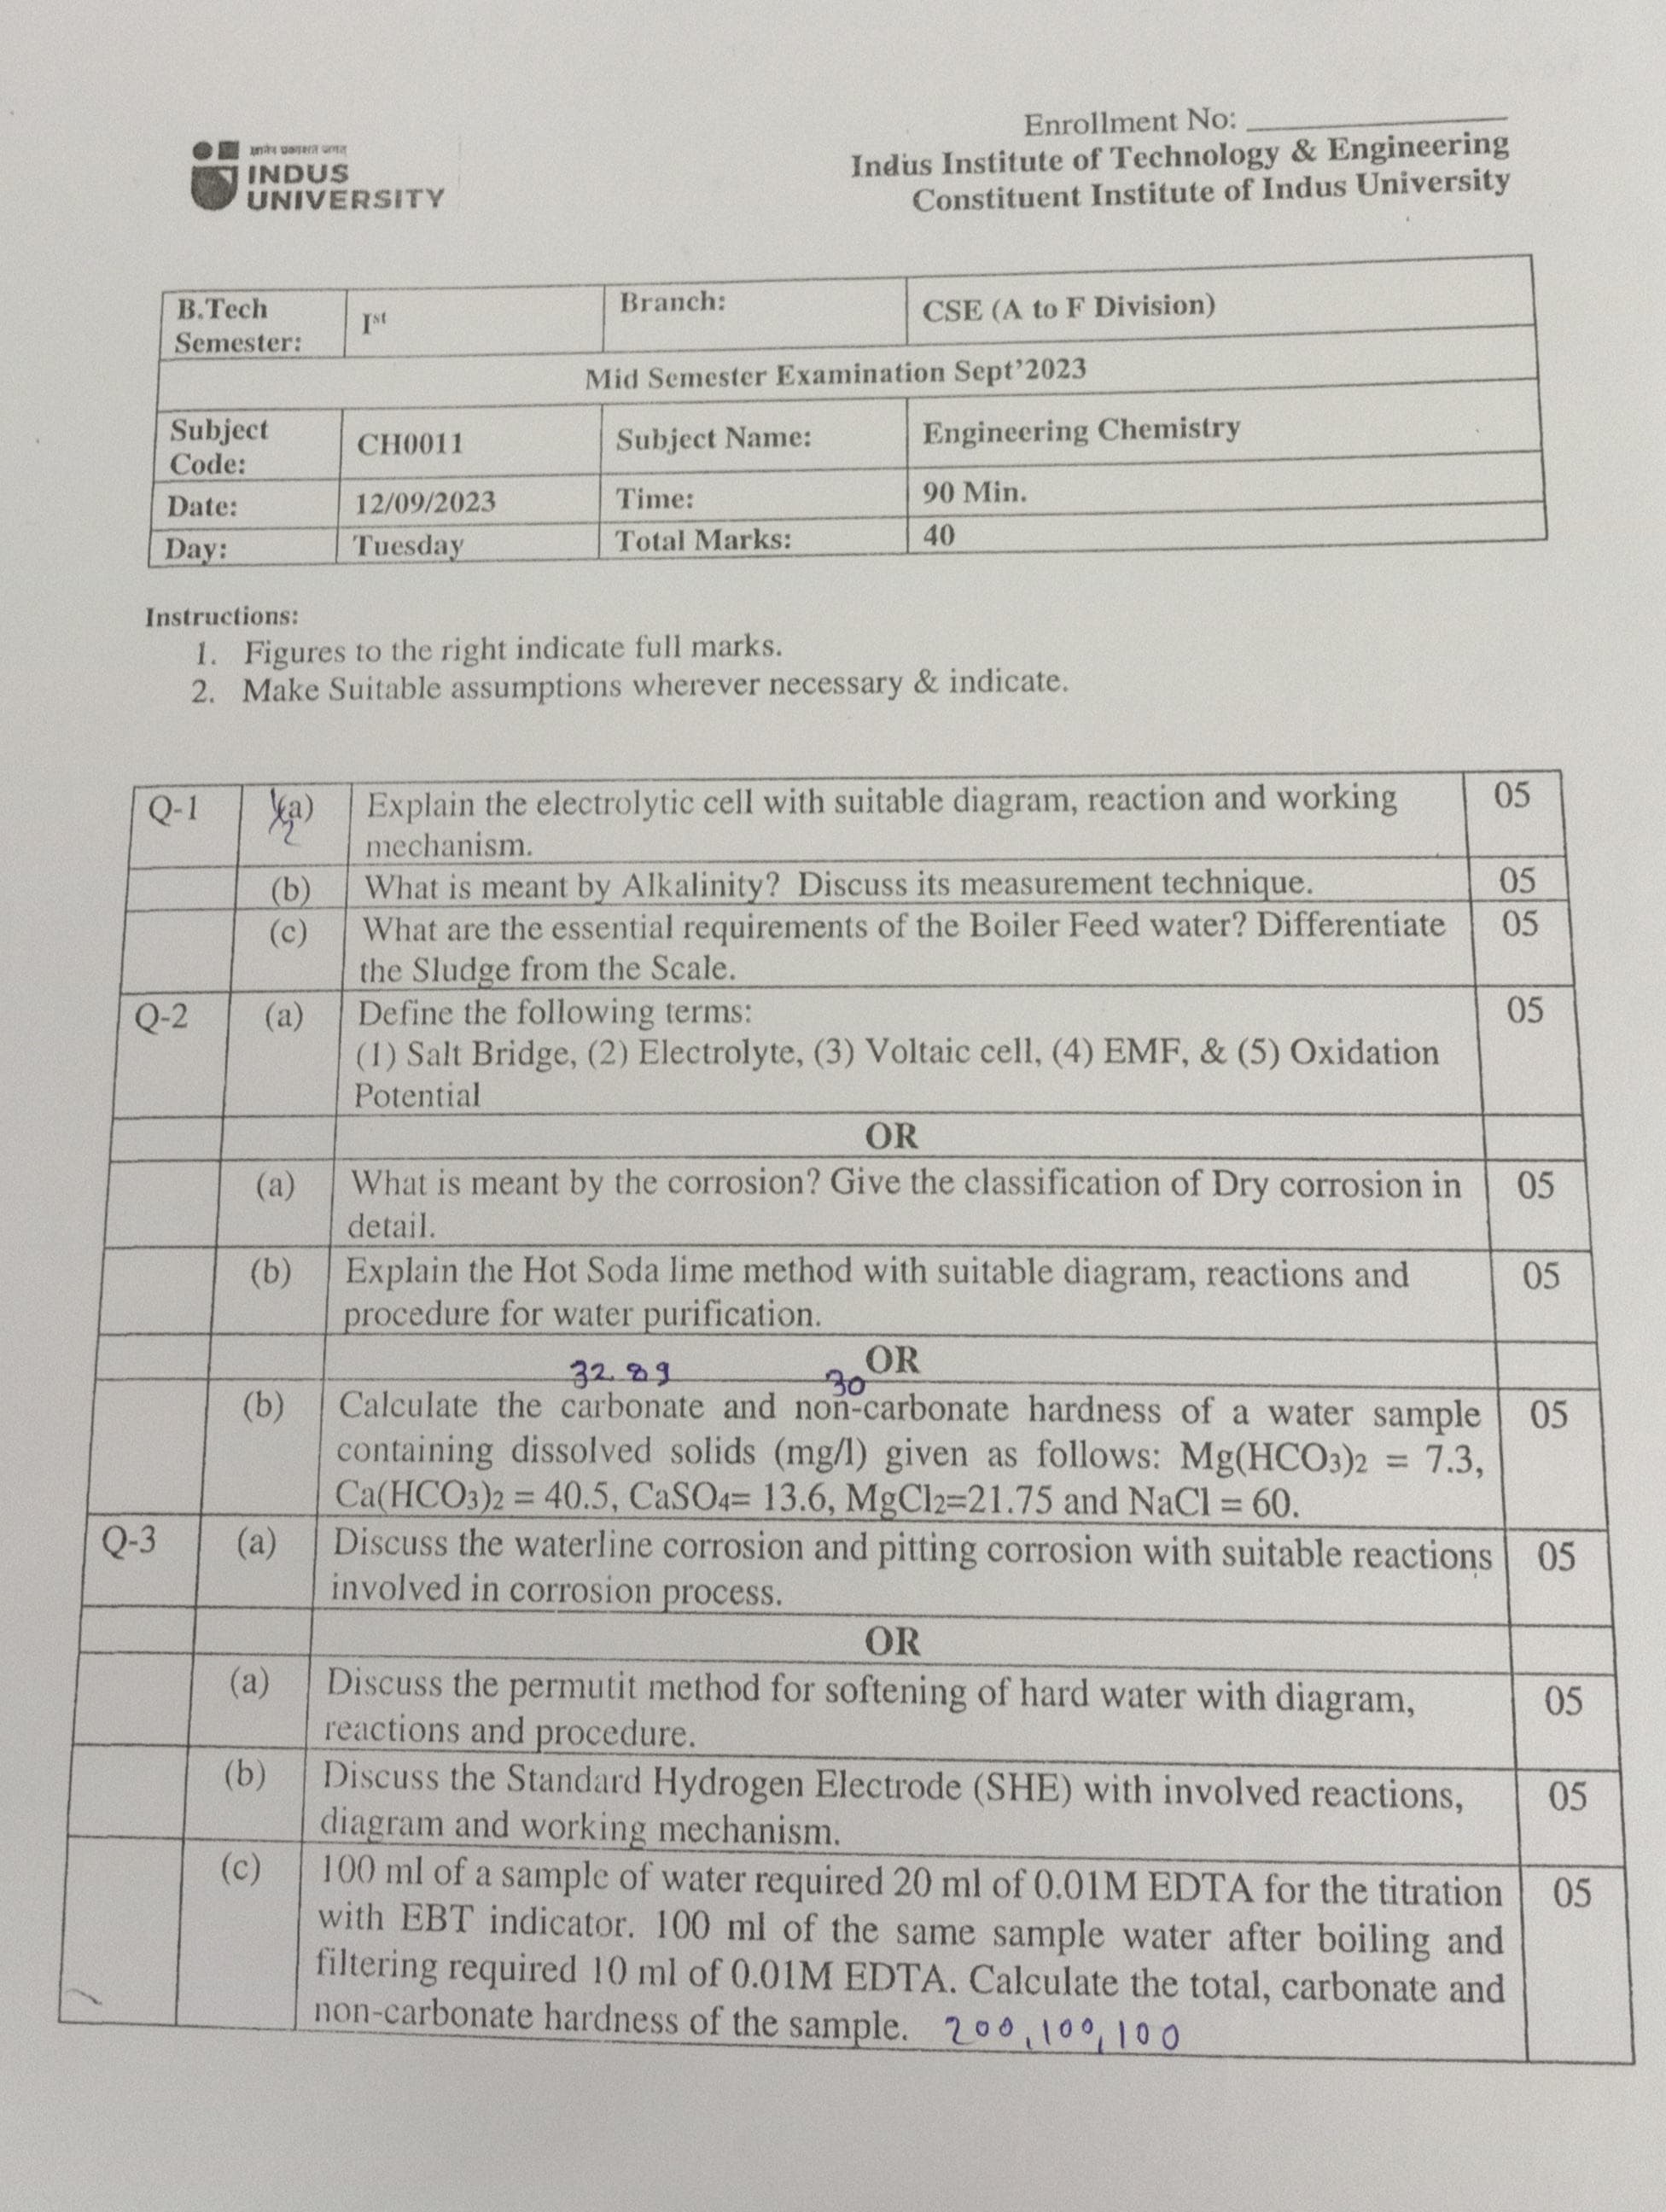 Enrollment No:
ज्ञानेन प्रकाशते जगत्
INDUS
UNIVERSITY
Indus Institute of Technology & Engineering
Constituent Institute of Indus University
B.Tech Semester: Ist Branch: CSE (A to F Division)
Mid Semester Examination Sept'2023
Subject Code: CH0011 Subject Name: Engineering Chemistry
Date: 12/09/2023 Time: 90 Min.
Day: Tuesday Total Marks: 40
Instructions:
1. Figures to the right indicate full marks.
2. Make Suitable assumptions wherever necessary & indicate.
Q-1 (a) Explain the electrolytic cell with suitable diagram, reaction and working 05
mechanism.
(b) What is meant by Alkalinity? Discuss its measurement technique. 05
(c) What are the essential requirements of the Boiler Feed water? Differentiate 05
the Sludge from the Scale.
Q-2 (a) Define the following terms: 05
(1) Salt Bridge, (2) Electrolyte, (3) Voltaic cell, (4) EMF, & (5) Oxidation
Potential
OR
(a) What is meant by the corrosion? Give the classification of Dry corrosion in 05
detail.
(b) Explain the Hot Soda lime method with suitable diagram, reactions and 05
procedure for water purification.
OR
32.89 30
(b) Calculate the carbonate and non-carbonate hardness of a water sample 05
containing dissolved solids (mg/l) given as follows: Mg(HCO3)2 = 7.3,
Ca(HCO3)2 = 40.5, CaSO4= 13.6, MgCl2=21.75 and NaCl = 60.
Q-3 (a) Discuss the waterline corrosion and pitting corrosion with suitable reactions 05
involved in corrosion process.
OR
(a) Discuss the permutit method for softening of hard water with diagram, 05
reactions and procedure.
(b) Discuss the Standard Hydrogen Electrode (SHE) with involved reactions, 05
diagram and working mechanism.
(c) 100 ml of a sample of water required 20 ml of 0.01M EDTA for the titration 05
with EBT indicator. 100 ml of the same sample water after boiling and
filtering required 10 ml of 0.01M EDTA. Calculate the total, carbonate and
non-carbonate hardness of the sample. 200,100,100